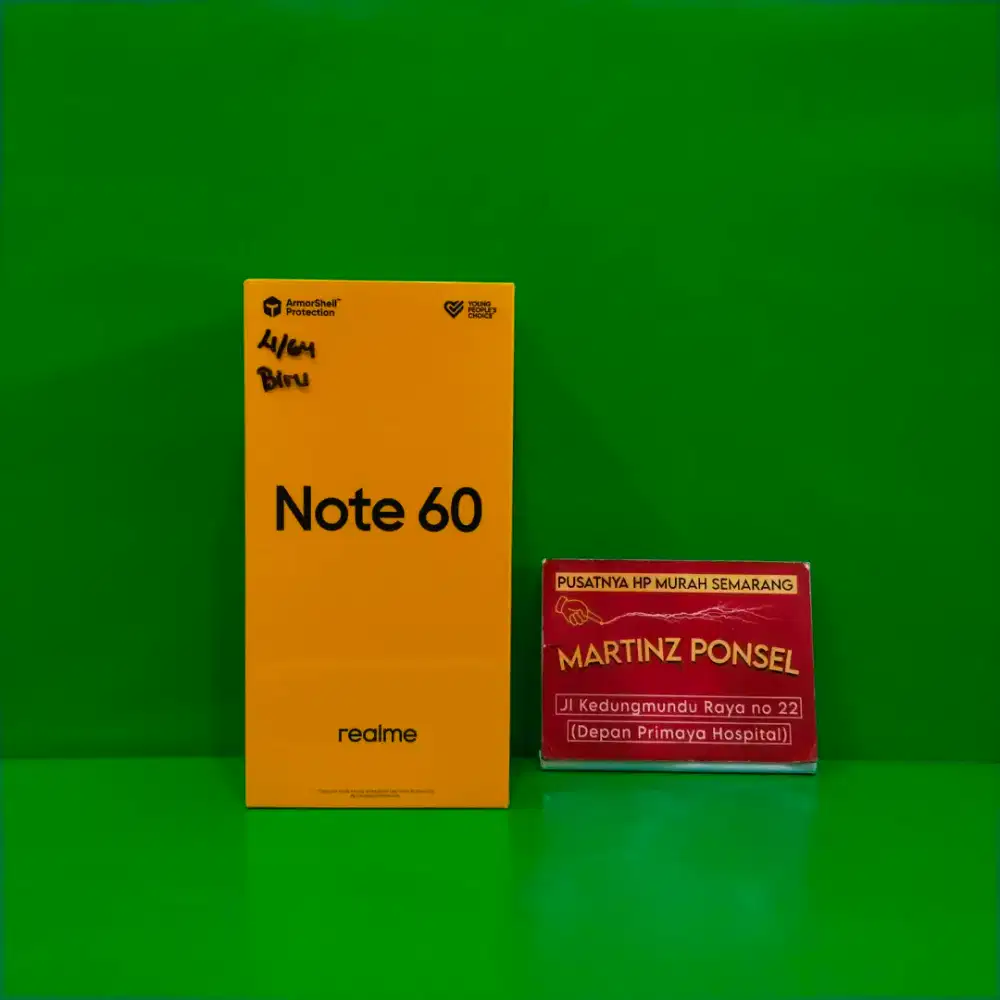 ArmorShell™
Protection
YOUNG
PEOPLE'S
CHOICE
4/64
Biru
Note 60
realme
PUSATNYA HP MURAH SEMARANG
MARTINZ PONSEL
Jl Kedungmundu Raya no 22
(Depan Primaya Hospital)